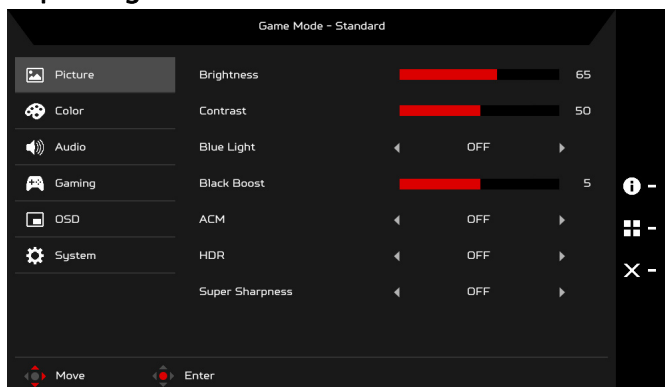 Game Mode - Standard
Picture
Brightness
65
Color
Contrast
50
Audio
Blue Light
OFF
Gaming
Black Boost
5
OSD
ACM
OFF
System
HDR
OFF
Super Sharpness
OFF
Move
Enter